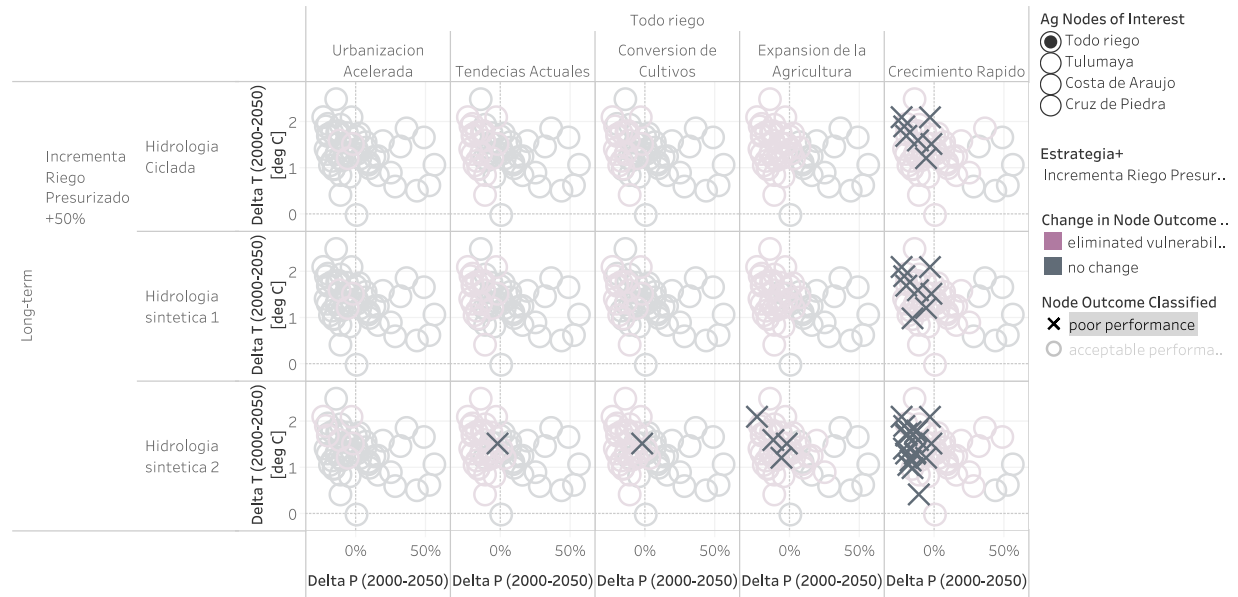 Todo riego
Urbanizacion
Acelerada
Tendecias Actuales
Conversion de
Cultivos
Expansion de la
Agricultura
Crecimiento Rapido
Long-term
Incrementa
Riego
Presurizado
+50%
Hidrologia
Ciclada
Delta T (2000-2050)
[deg C]
2
1
0
Hidrologia
sintetica 1
Delta T (2000-2050)
[deg C]
2
1
0
Hidrologia
sintetica 2
Delta T (2000-2050)
[deg C]
2
1
0
0% 50% 0% 50% 0% 50% 0% 50% 0% 50%
Delta P (2000-2050) Delta P (2000-2050) Delta P (2000-2050) Delta P (2000-2050) Delta P (2000-2050)
Ag Nodes of Interest
Todo riego
Tulumaya
Costa de Araujo
Cruz de Piedra
Estrategia+
Incrementa Riego Presur..
Change in Node Outcome ..
eliminated vulnerabil..
no change
Node Outcome Classified
poor performance
acceptable performa..